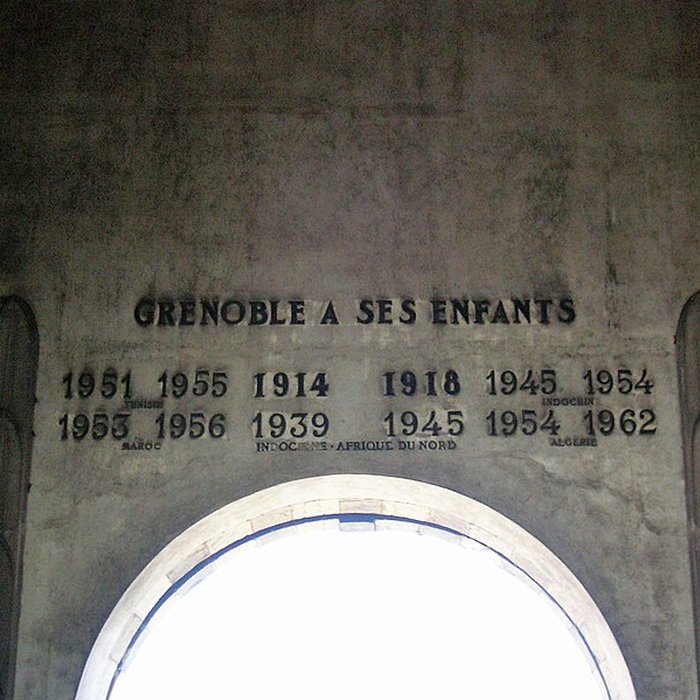 GRENOBLE A SES ENFANTS
1951 1955 1914 1918 1945 1954
TUNISIE INDOCHIN
1953 1956 1939 1945 1954 1962
MAROC INDOCHINE - AFRIQUE DU NORD ALGERIE